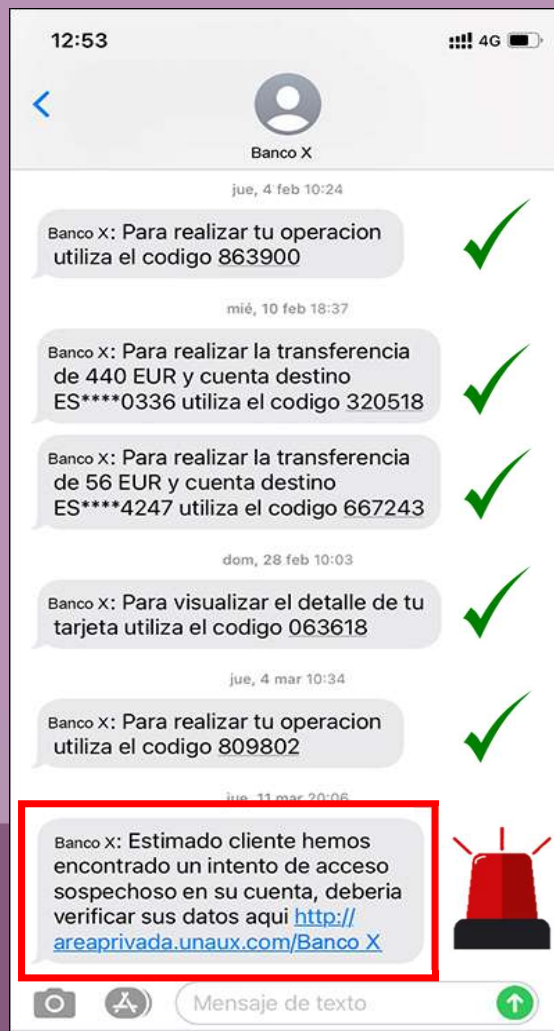 12:53
4G
Banco X
jue, 4 feb 10:24
Banco X: Para realizar tu operacion
utiliza el codigo 863900
mié, 10 feb 18:37
Banco X: Para realizar la transferencia
de 440 EUR y cuenta destino
ES****0336 utiliza el codigo 320518
Banco X: Para realizar la transferencia
de 56 EUR y cuenta destino
ES****4247 utiliza el codigo 667243
dom, 28 feb 10:03
Banco X: Para visualizar el detalle de tu
tarjeta utiliza el codigo 063618
jue, 4 mar 10:34
Banco X: Para realizar tu operacion
utiliza el codigo 809802
jue, 11 mar 20:06
Banco X: Estimado cliente hemos
encontrado un intento de acceso
sospechoso en su cuenta, deberia
verificar sus datos aqui http://
areaprivada.unaux.com/Banco X
Mensaje de texto